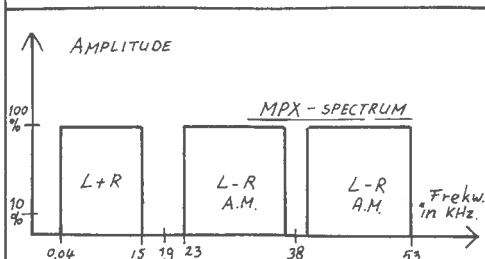 AMPLITUDE
MPX - SPECTRUM
100
%
L+R
L-R
A.M.
L-R
A.M.
10
%
Frekw.
in KHz.
0,04
15
19
23
38
53